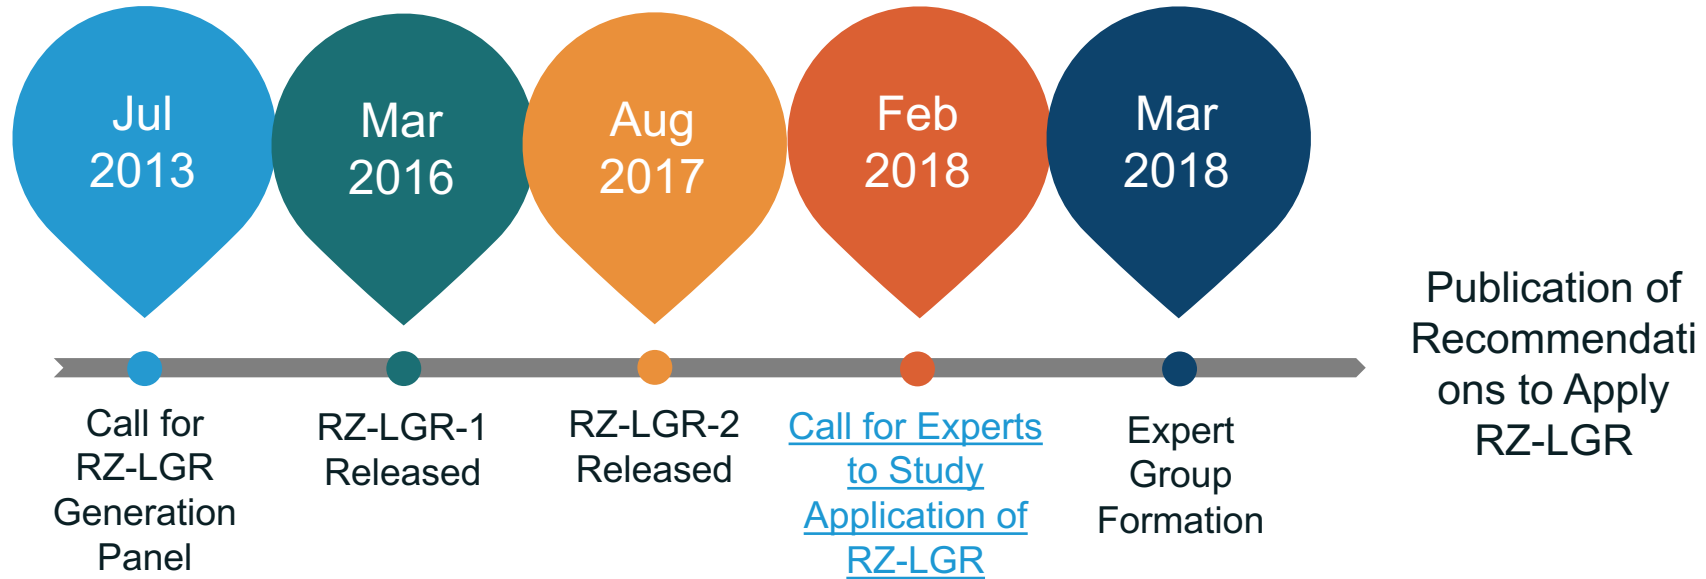 Jul
2013
Mar
2016
Aug
2017
Feb
2018
Mar
2018
Call for
RZ-LGR
Generation
Panel
RZ-LGR-1
Released
RZ-LGR-2
Released
Call for Experts
to Study
Application of
RZ-LGR
Expert
Group
Formation
Publication of
Recommendati
ons to Apply
RZ-LGR